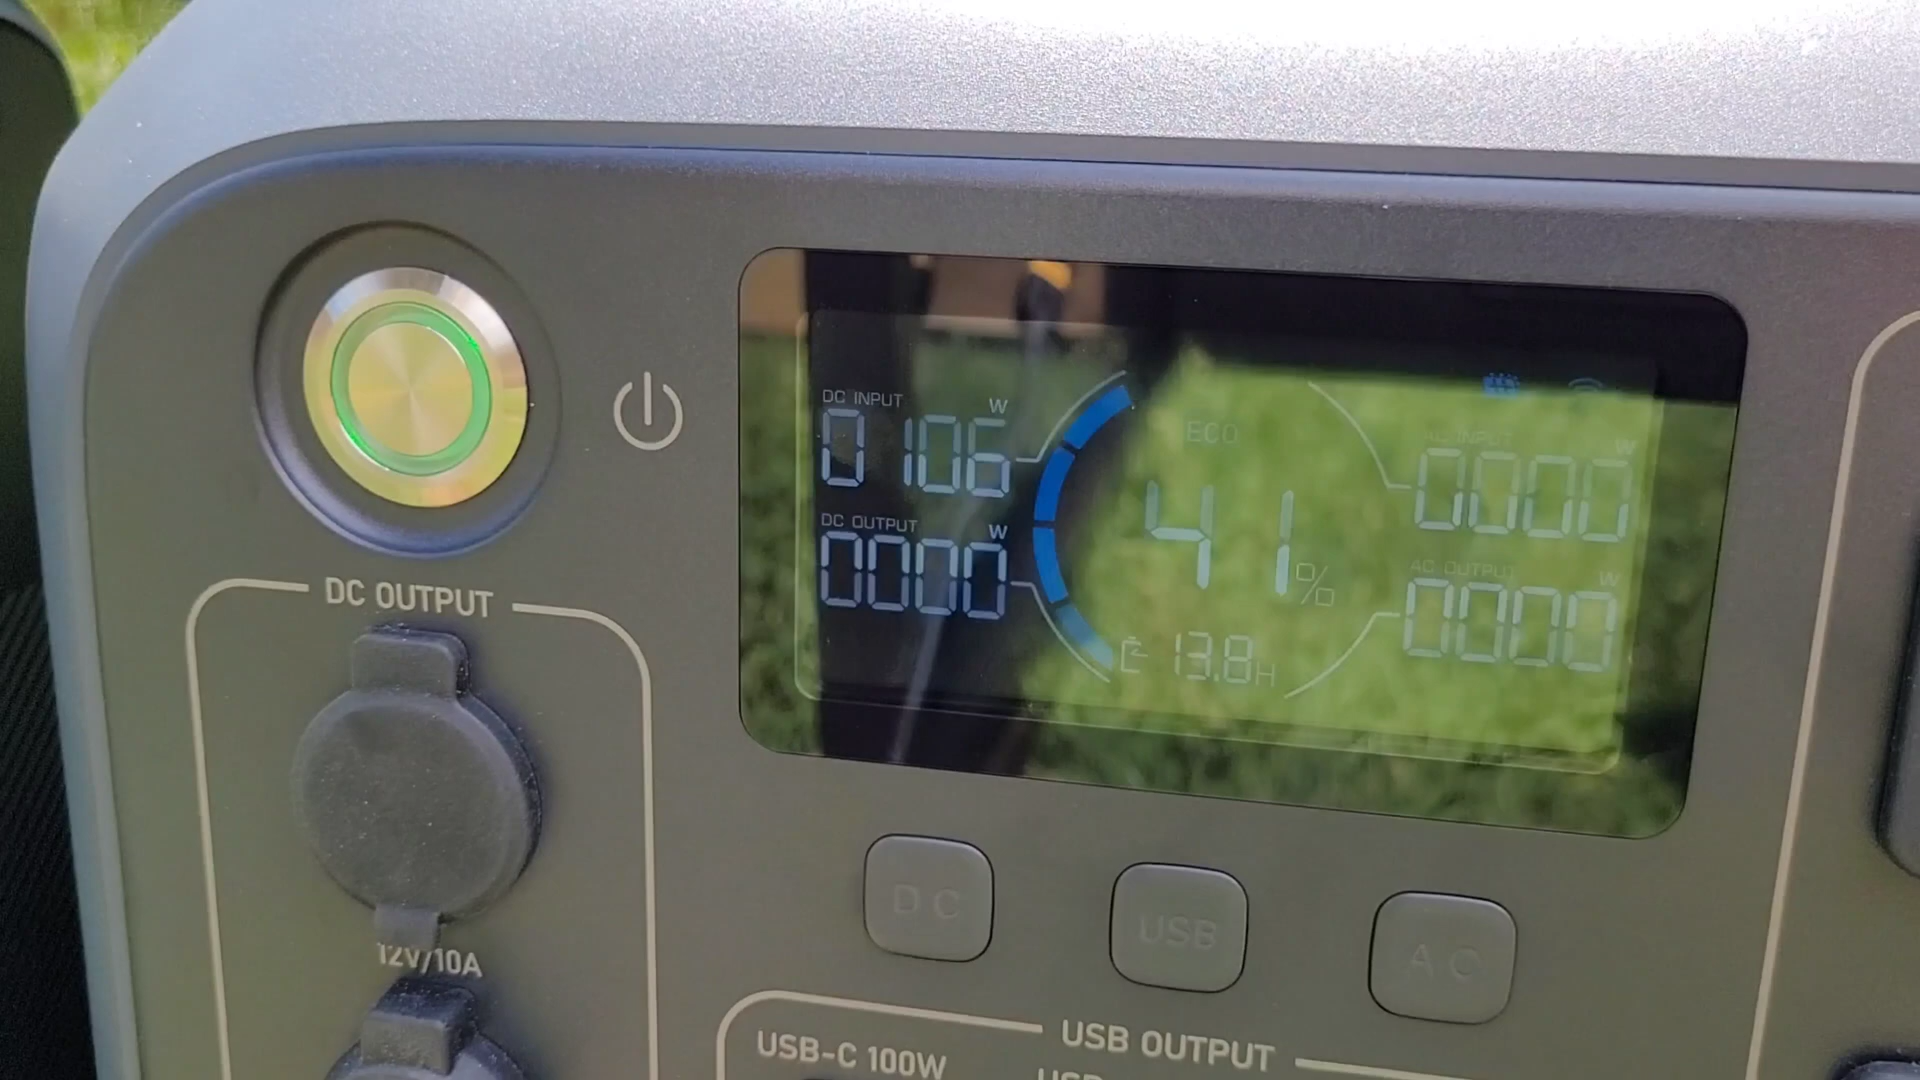 DC INPUT W
0106
DC OUTPUT W
0000
ECO
41%
13.8H
AC INPUT W
0000
AC OUTPUT W
0000
DC OUTPUT
12V/10A
DC
USB
AC
USB OUTPUT
USB-C 100W